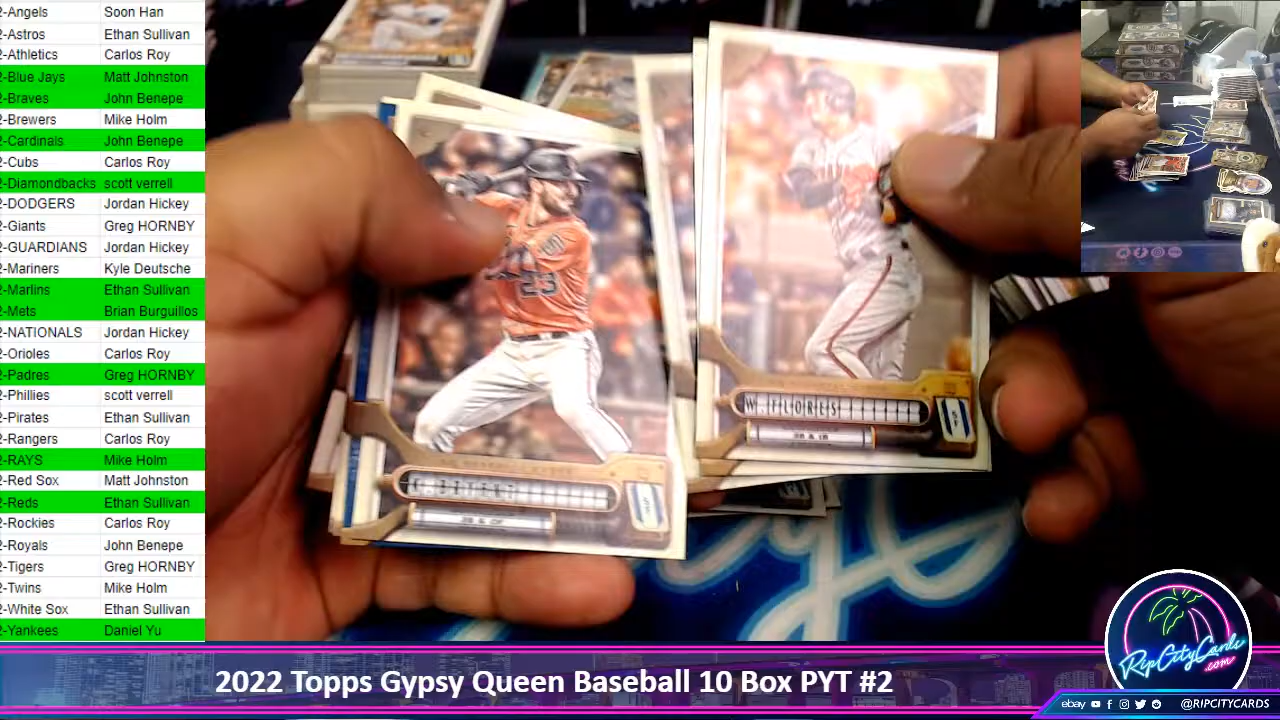 2-Angels Soon Han
2-Astros Ethan Sullivan
2-Athletics Carlos Roy
2-Blue Jays Matt Johnston
2-Braves John Benepe
2-Brewers Mike Holm
2-Cardinals John Benepe
2-Cubs Carlos Roy
2-Diamondbacks scott verrell
2-DODGERS Jordan Hickey
2-Giants Greg HORNBY
2-GUARDIANS Jordan Hickey
2-Mariners Kyle Deutsche
2-Marlins Ethan Sullivan
2-Mets Brian Burguillos
2-NATIONALS Jordan Hickey
2-Orioles Carlos Roy
2-Padres Greg HORNBY
2-Phillies scott verrell
2-Pirates Ethan Sullivan
2-Rangers Carlos Roy
2-RAYS Mike Holm
2-Red Sox Matt Johnston
2-Reds Ethan Sullivan
2-Rockies Carlos Roy
2-Royals John Benepe
2-Tigers Greg HORNBY
2-Twins Mike Holm
2-White Sox Ethan Sullivan
2-Yankees Daniel Yu
23
W. FLORES
SF
SF
2022 Topps Gypsy Queen Baseball 10 Box PYT #2
RipCityCards
.com
ebay @RIPCITYCARDS